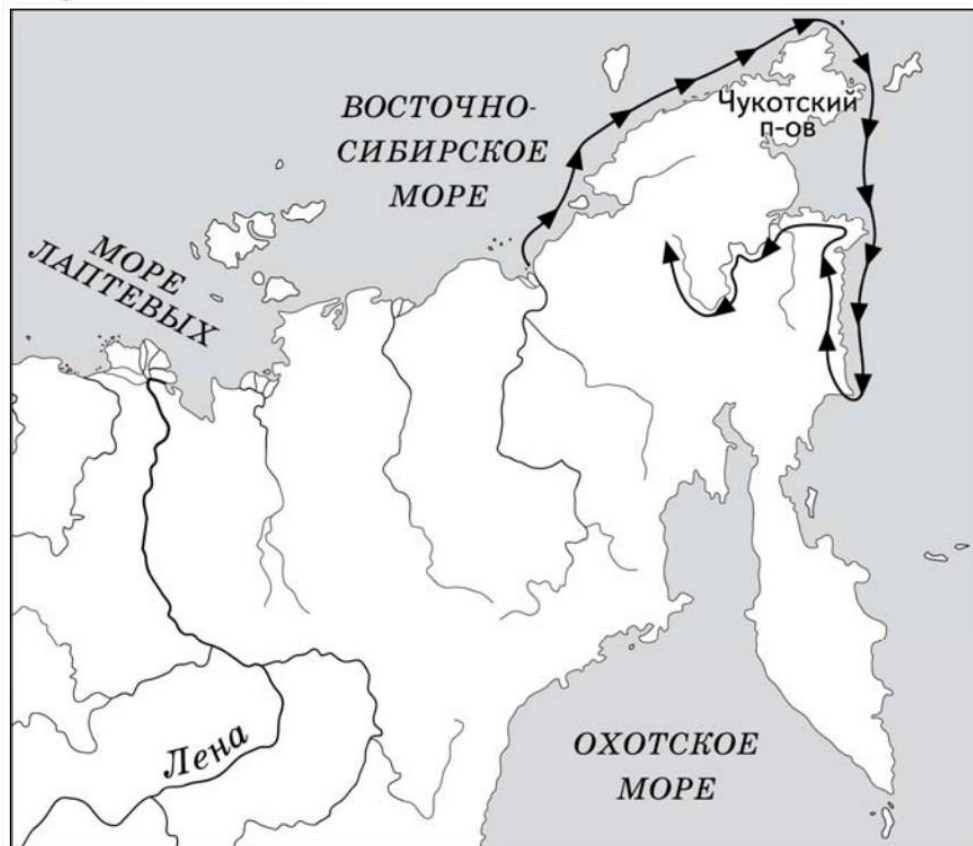 Чукотский
п-ов
ВОСТОЧНО-
СИБИРСКОЕ
МОРЕ
МОРЕ
ЛАПТЕВЫХ
Лена
ОХОТСКОЕ
МОРЕ